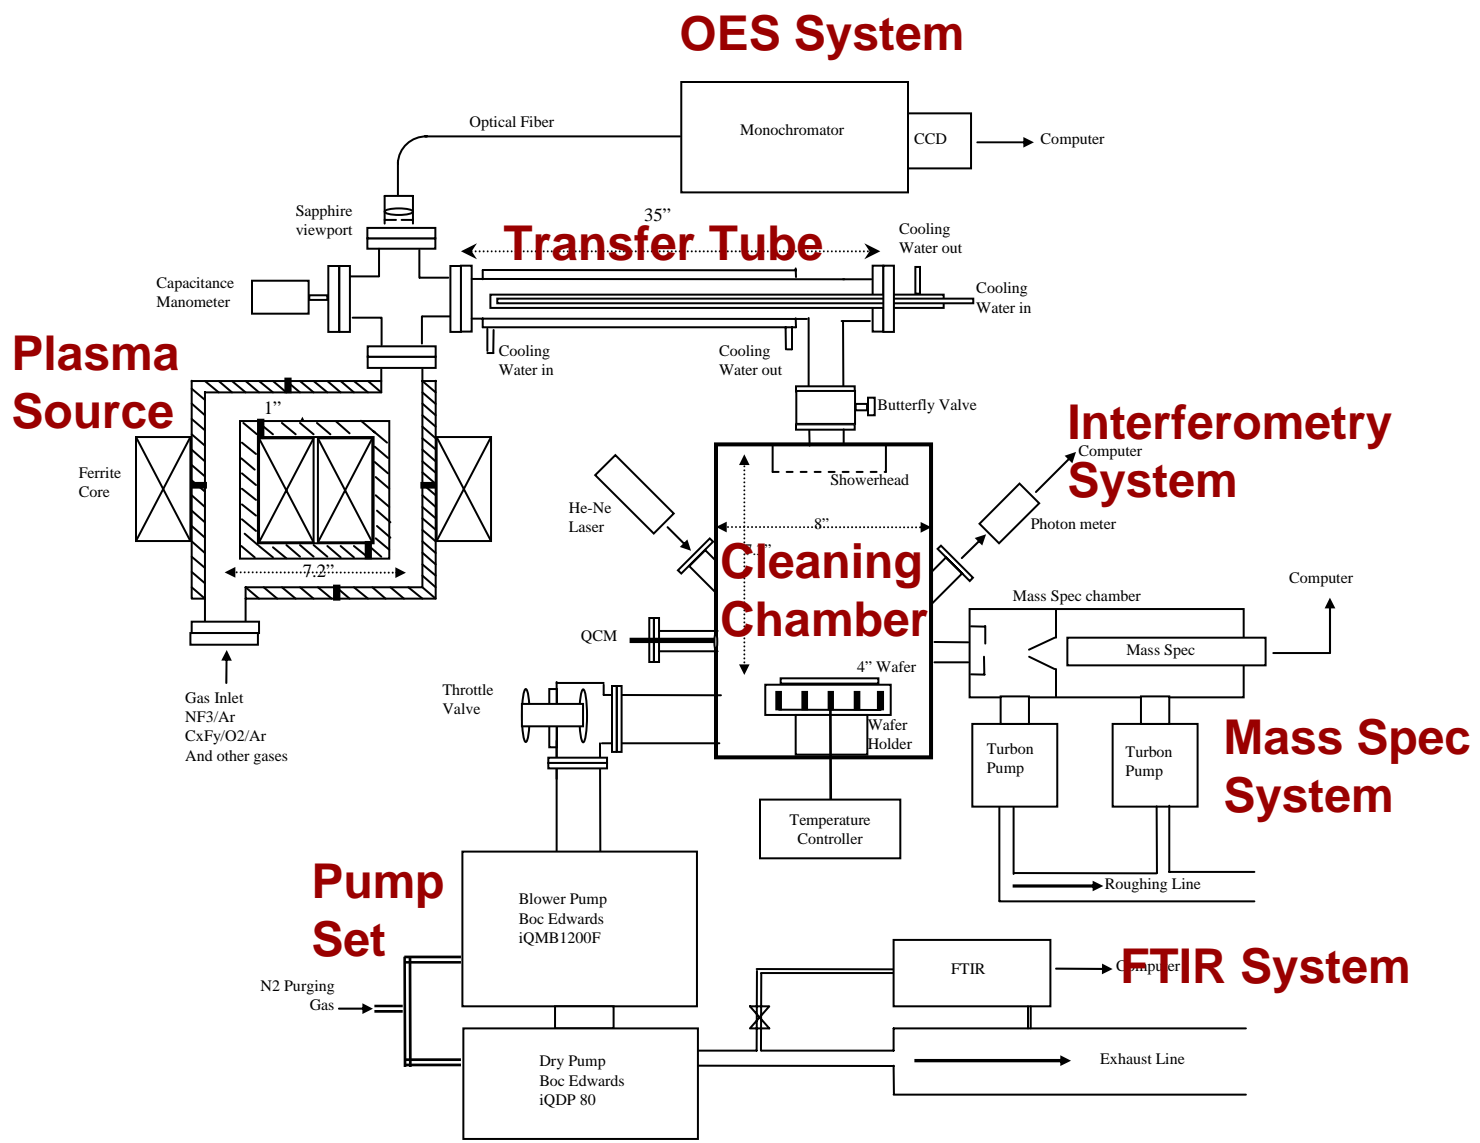 OES System
Optical Fiber
Monochromator
CCD
Computer
Sapphire
viewport
35”
Transfer Tube
Cooling
Water out
Capacitance
Manometer
Cooling
Water in
Cooling
Water in
Cooling
Water out
Plasma
Source
1”
Ferrite
Core
7.2”
Butterfly Valve
Interferometry
System
Computer
Showerhead
He-Ne
Laser
Photon meter
8”
Cleaning
Chamber
QCM
Mass Spec chamber
Computer
Mass Spec
4” Wafer
Gas Inlet
NF3/Ar
CxFy/O2/Ar
And other gases
Throttle
Valve
Wafer
Holder
Turbon
Pump
Turbon
Pump
Mass Spec
System
Temperature
Controller
Roughing Line
Pump
Set
Blower Pump
Boc Edwards
iQMB1200F
N2 Purging
Gas
FTIR
Computer
FTIR System
Dry Pump
Boc Edwards
iQDP 80
Exhaust Line